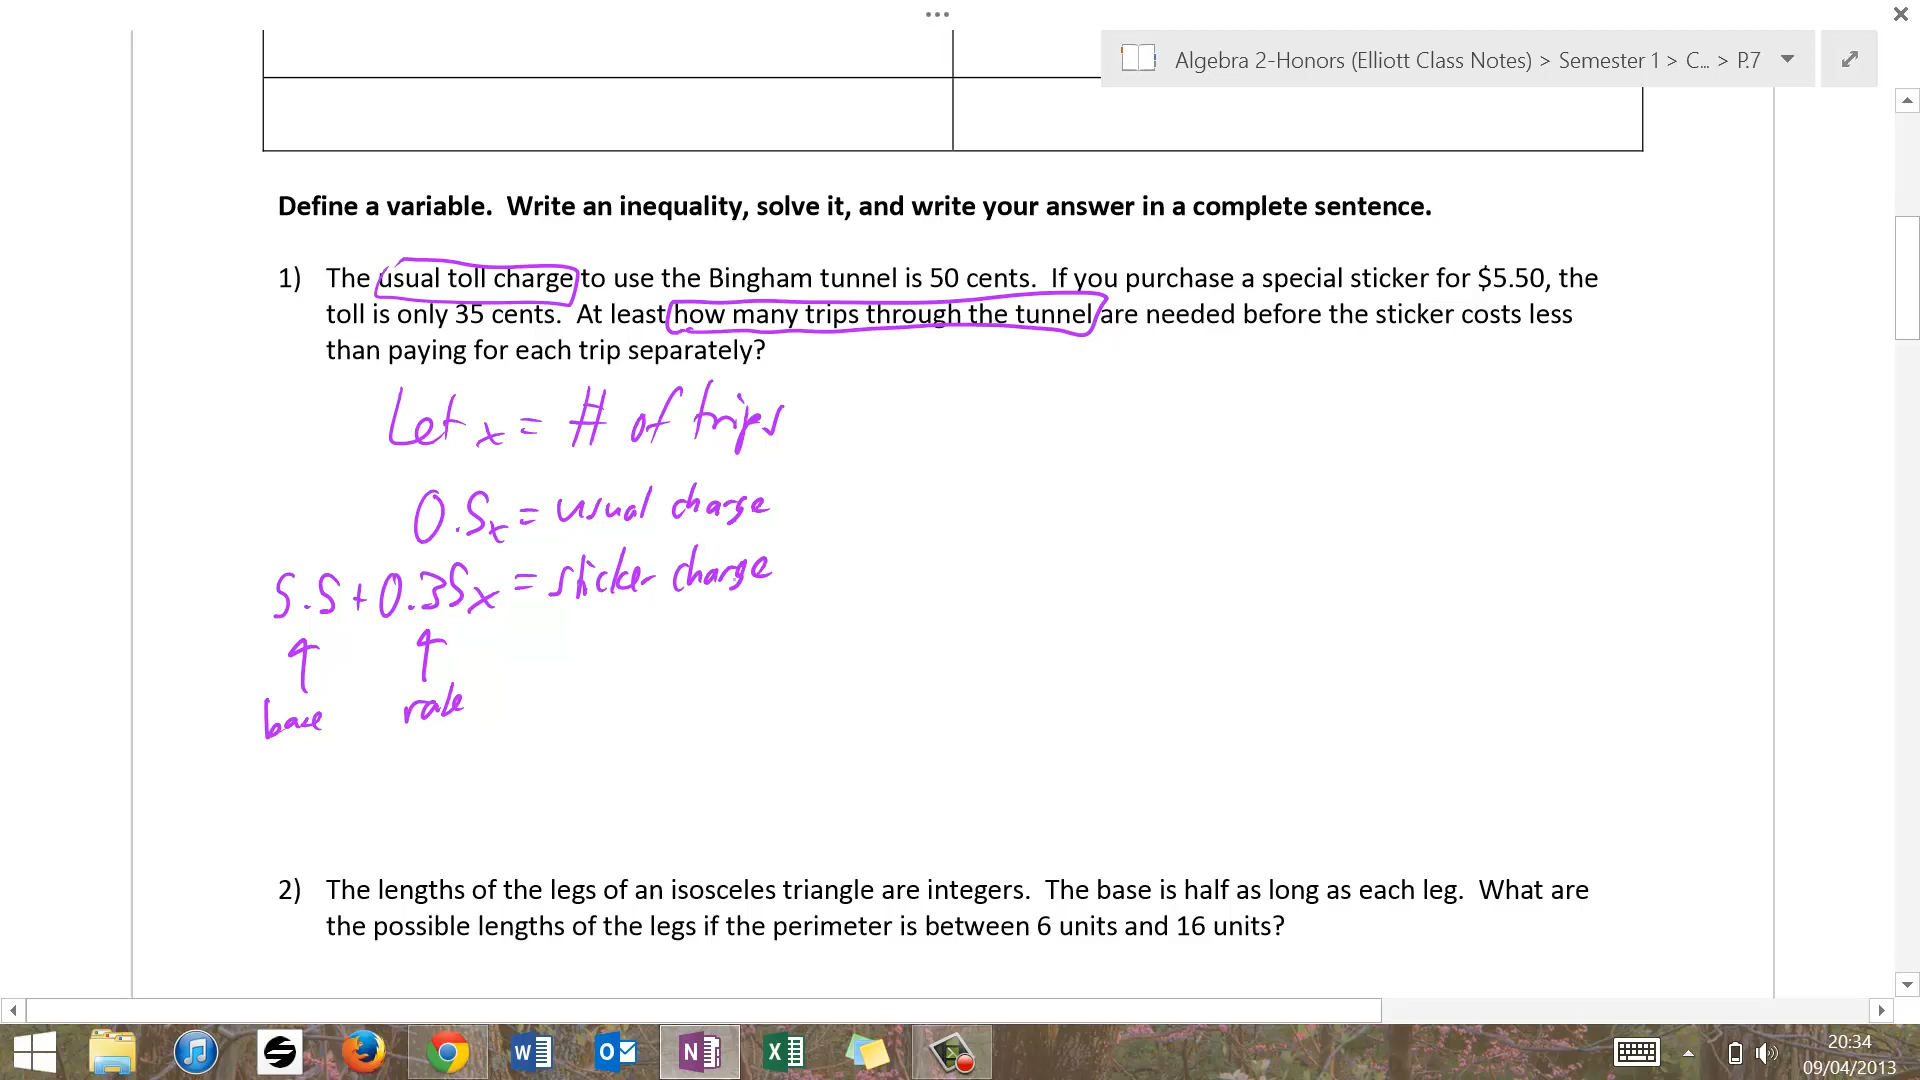 Algebra 2-Honors (Elliott Class Notes) > Semester 1 > C... > P.7
Define a variable. Write an inequality, solve it, and write your answer in a complete sentence.
1) The usual toll charge to use the Bingham tunnel is 50 cents. If you purchase a special sticker for $5.50, the
toll is only 35 cents. At least how many trips through the tunnel are needed before the sticker costs less
than paying for each trip separately?
Let x = # of trips
0.5x = usual charge
5.5 + 0.35x = sticker charge
base rate
2) The lengths of the legs of an isosceles triangle are integers. The base is half as long as each leg. What are
the possible lengths of the legs if the perimeter is between 6 units and 16 units?
20:34
09/04/2013